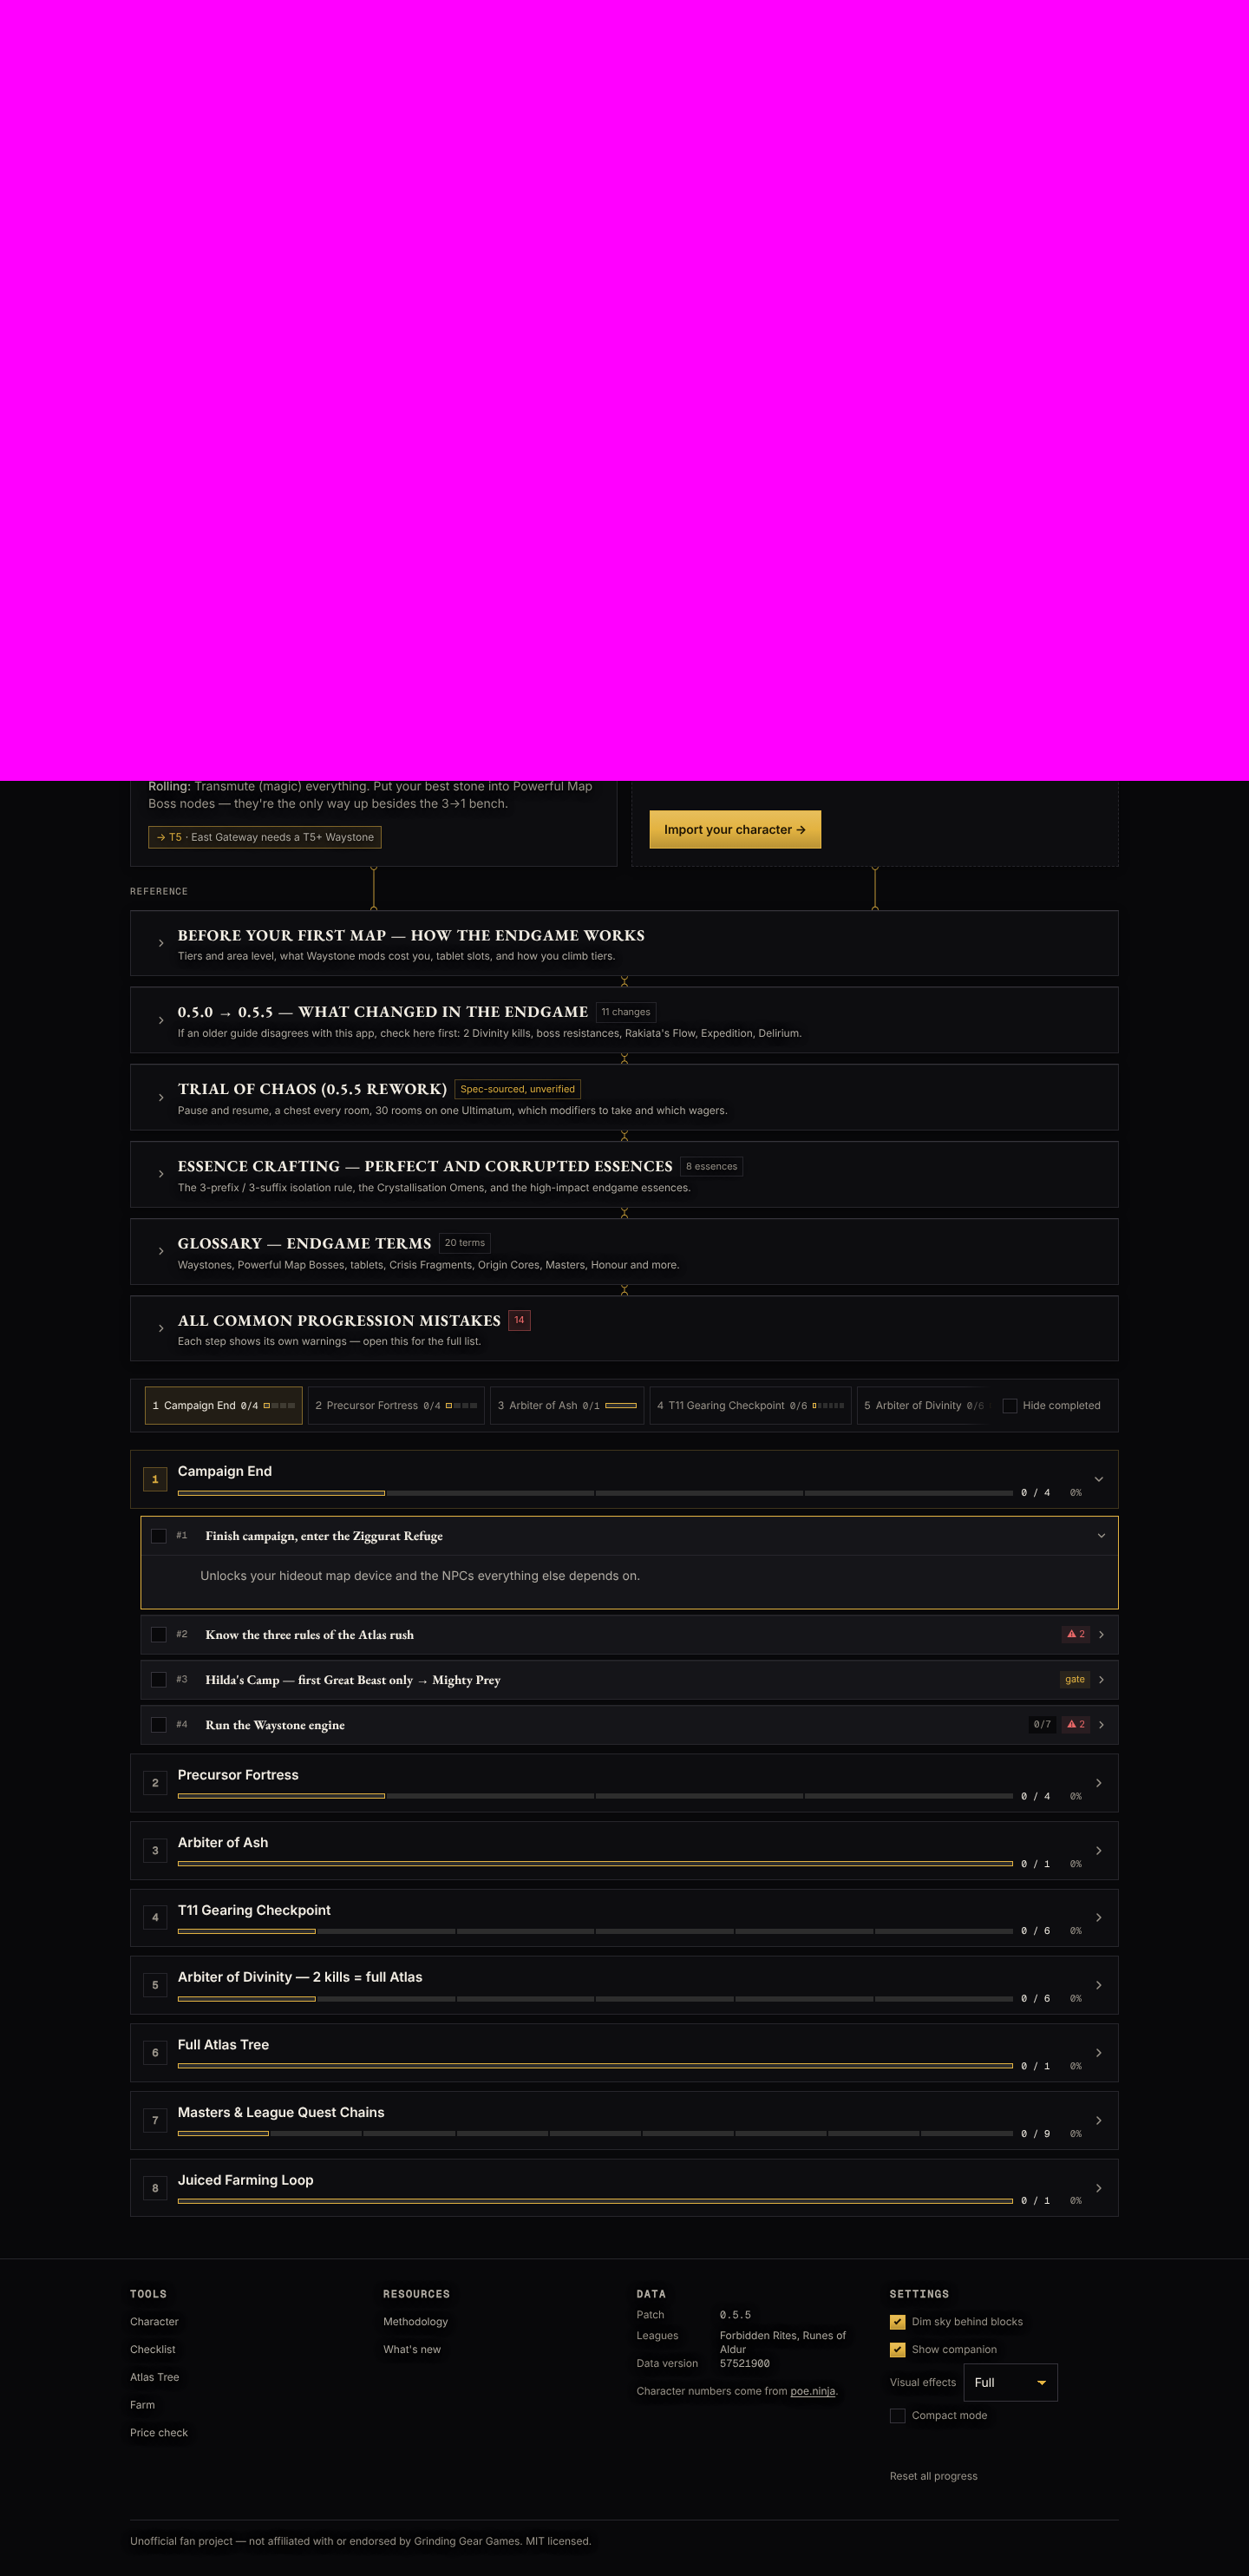 Rolling: Transmute (magic) everything. Put your best stone into Powerful Map
Boss nodes — they're the only way up besides the 3→1 bench.
→ T5 · East Gateway needs a T5+ Waystone
Import your character →
REFERENCE
BEFORE YOUR FIRST MAP — HOW THE ENDGAME WORKS
Tiers and area level, what Waystone mods cost you, tablet slots, and how you climb tiers.
0.5.0 → 0.5.5 — WHAT CHANGED IN THE ENDGAME 11 changes
If an older guide disagrees with this app, check here first: 2 Divinity kills, boss resistances, Rakiata's Flow, Expedition, Delirium.
TRIAL OF CHAOS (0.5.5 REWORK) Spec-sourced, unverified
Pause and resume, a chest every room, 30 rooms on one Ultimatum, which modifiers to take and which wagers.
ESSENCE CRAFTING — PERFECT AND CORRUPTED ESSENCES 8 essences
The 3-prefix / 3-suffix isolation rule, the Crystallisation Omens, and the high-impact endgame essences.
GLOSSARY — ENDGAME TERMS 20 terms
Waystones, Powerful Map Bosses, tablets, Crisis Fragments, Origin Cores, Masters, Honour and more.
ALL COMMON PROGRESSION MISTAKES 14
Each step shows its own warnings — open this for the full list.
1 Campaign End 0/4 2 Precursor Fortress 0/4 3 Arbiter of Ash 0/1 4 T11 Gearing Checkpoint 0/6 5 Arbiter of Divinity 0/6 Hide completed
1 Campaign End
0 / 4 0%
#1 Finish campaign, enter the Ziggurat Refuge
Unlocks your hideout map device and the NPCs everything else depends on.
#2 Know the three rules of the Atlas rush ⚠ 2
#3 Hilda's Camp — first Great Beast only → Mighty Prey gate
#4 Run the Waystone engine 0/7 ⚠ 2
2 Precursor Fortress
0 / 4 0%
3 Arbiter of Ash
0 / 1 0%
4 T11 Gearing Checkpoint
0 / 6 0%
5 Arbiter of Divinity — 2 kills = full Atlas
0 / 6 0%
6 Full Atlas Tree
0 / 1 0%
7 Masters & League Quest Chains
0 / 9 0%
8 Juiced Farming Loop
0 / 1 0%
TOOLS
Character
Checklist
Atlas Tree
Farm
Price check
RESOURCES
Methodology
What's new
DATA
Patch 0.5.5
Leagues Forbidden Rites, Runes of
Aldur
Data version 57521900
Character numbers come from poe.ninja.
SETTINGS
Dim sky behind blocks
Show companion
Visual effects Full
Compact mode
Reset all progress
Unofficial fan project — not affiliated with or endorsed by Grinding Gear Games. MIT licensed.